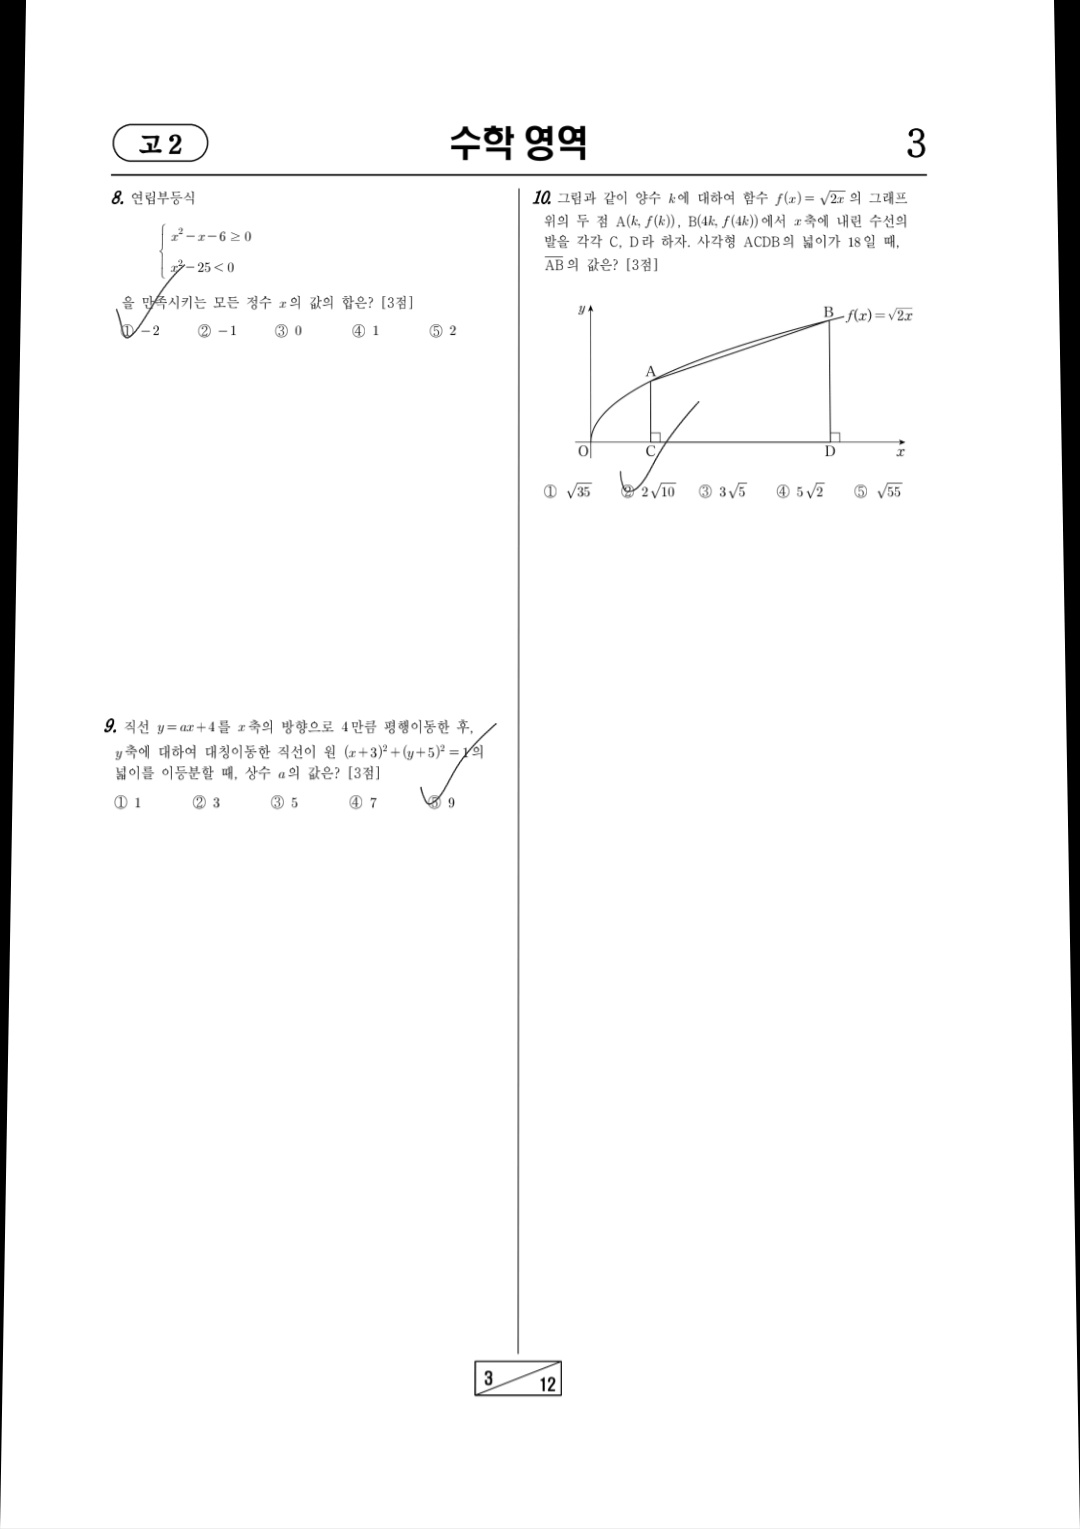 고 2
수학 영역
3
8. 연립부등식
x² − x − 6 ≥ 0
x² − 25 < 0
을 만족시키는 모든 정수 x의 값의 합은? [3점]
① −2 ② −1 ③ 0 ④ 1 ⑤ 2
9. 직선 y = ax + 4를 x축의 방향으로 4만큼 평행이동한 후,
y축에 대하여 대칭이동한 직선이 원 (x+3)² + (y+5)² = 1의
넓이를 이등분할 때, 상수 a의 값은? [3점]
① 1 ② 3 ③ 5 ④ 7 ⑤ 9
10. 그림과 같이 양수 k에 대하여 함수 f(x) = √2x 의 그래프
위의 두 점 A(k, f(k)), B(4k, f(4k))에서 x축에 내린 수선의
발을 각각 C, D라 하자. 사각형 ACDB의 넓이가 18일 때,
AB의 값은? [3점]
y
B
f(x) = √2x
A
O
C
D
x
① √35 ② 2√10 ③ 3√5 ④ 5√2 ⑤ √55
3
12